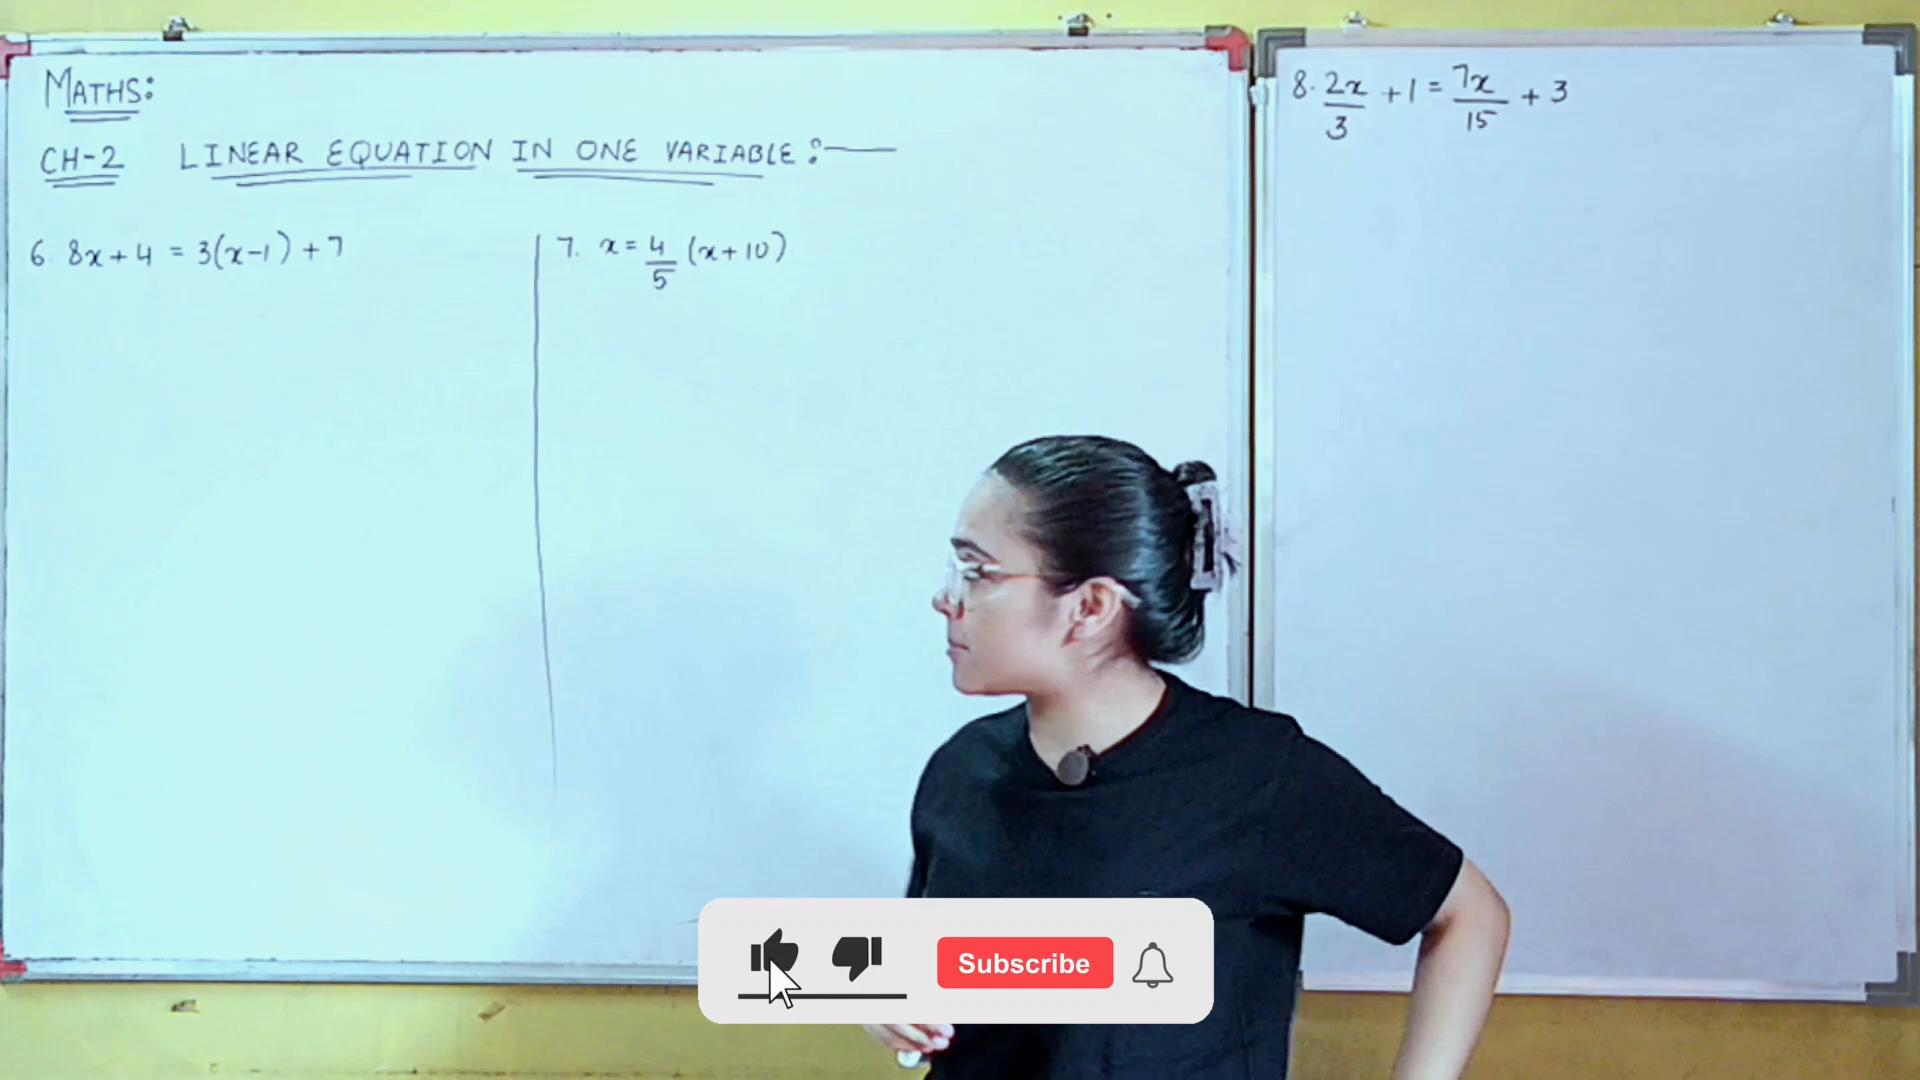 MATHS:
CH-2 LINEAR EQUATION IN ONE VARIABLE :—
6. 8x + 4 = 3(x-1) + 7
7. x = 4/5 (x + 10)
8. 2x/3 + 1 = 7x/15 + 3
Subscribe